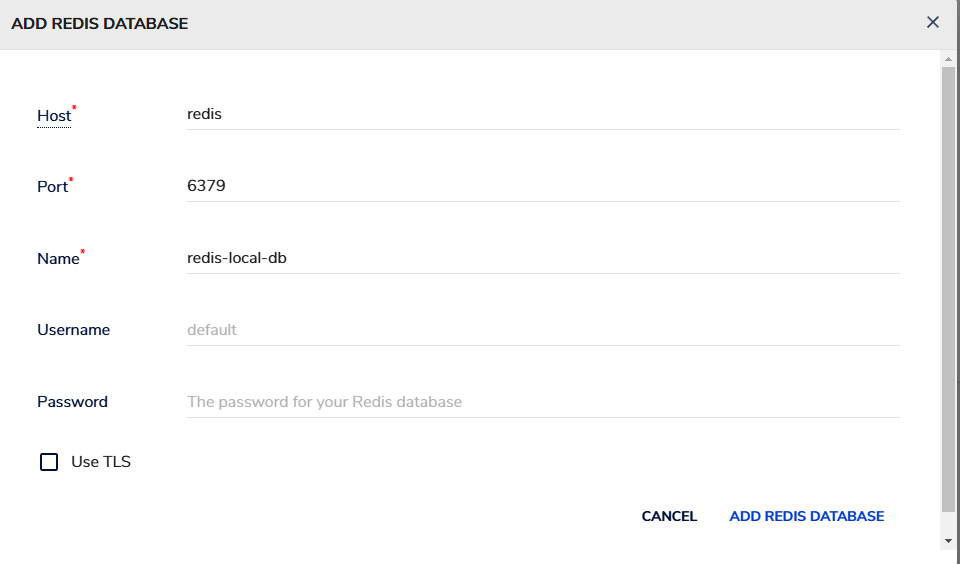 ADD REDIS DATABASE
Host* redis
Port* 6379
Name* redis-local-db
Username default
Password The password for your Redis database
Use TLS
CANCEL ADD REDIS DATABASE